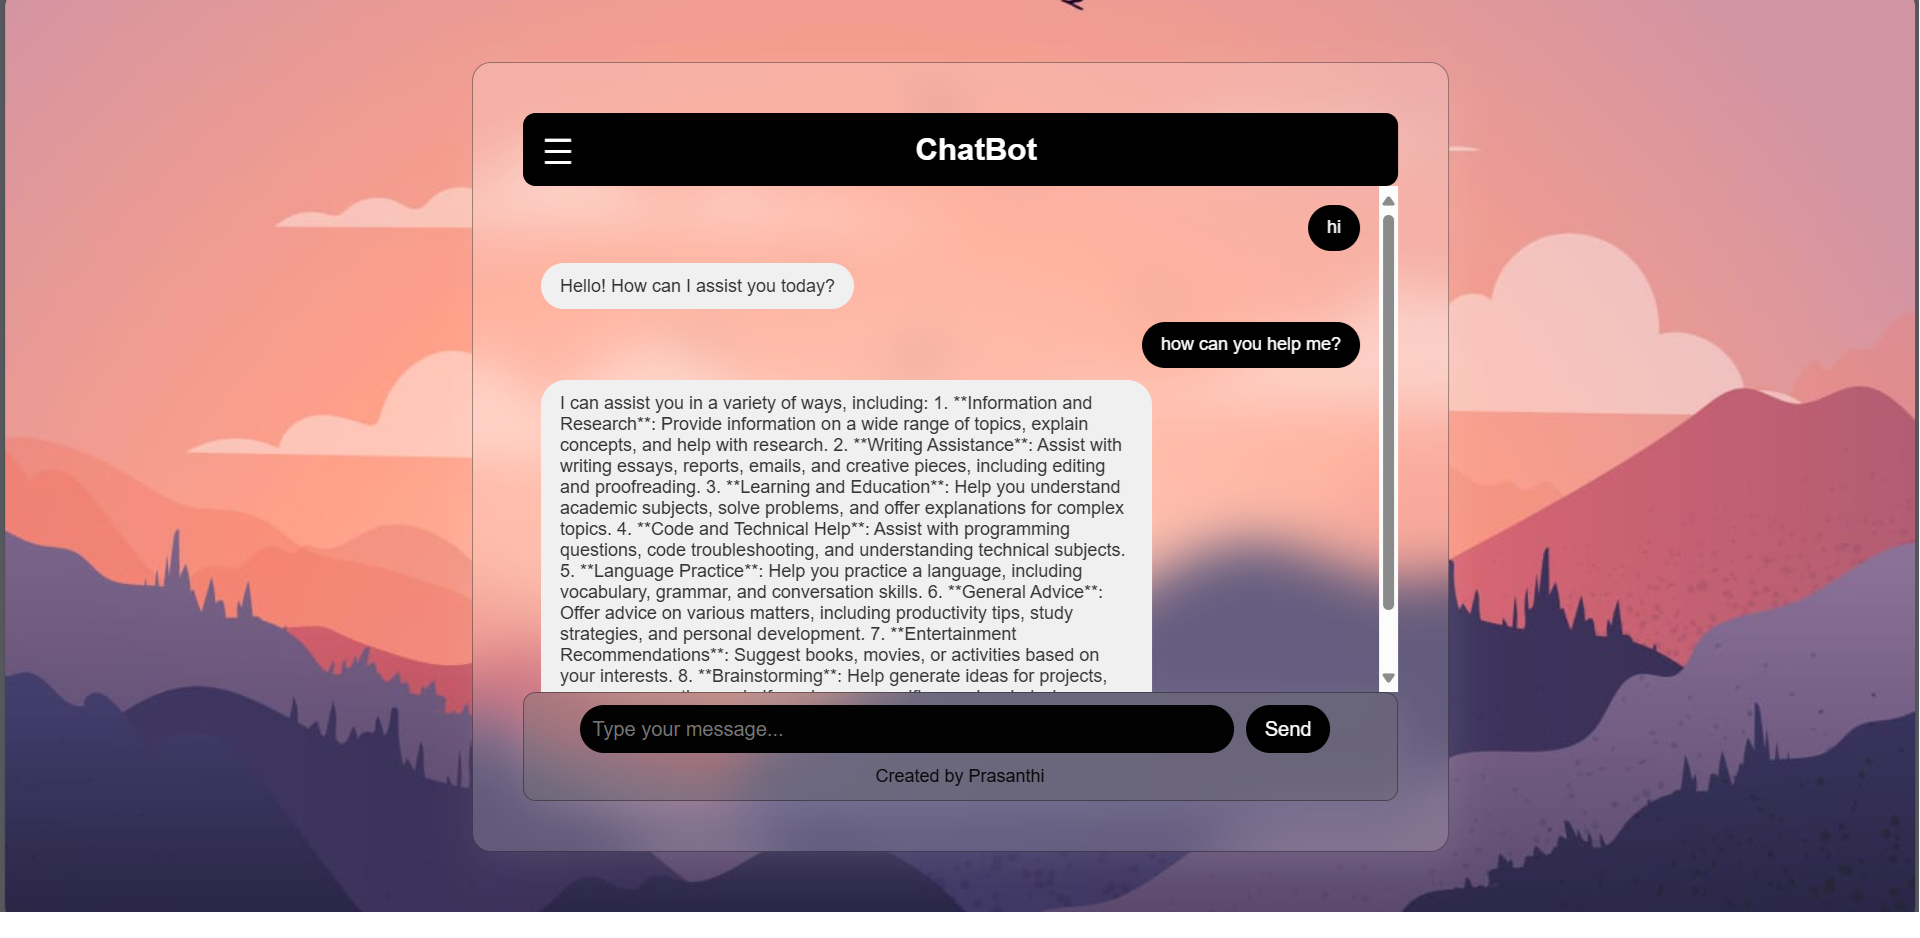 ChatBot
hi
Hello! How can I assist you today?
how can you help me?
I can assist you in a variety of ways, including: 1. **Information and
Research**: Provide information on a wide range of topics, explain
concepts, and help with research. 2. **Writing Assistance**: Assist with
writing essays, reports, emails, and creative pieces, including editing
and proofreading. 3. **Learning and Education**: Help you understand
academic subjects, solve problems, and offer explanations for complex
topics. 4. **Code and Technical Help**: Assist with programming
questions, code troubleshooting, and understanding technical subjects.
5. **Language Practice**: Help you practice a language, including
vocabulary, grammar, and conversation skills. 6. **General Advice**:
Offer advice on various matters, including productivity tips, study
strategies, and personal development. 7. **Entertainment
Recommendations**: Suggest books, movies, or activities based on
your interests. 8. **Brainstorming**: Help generate ideas for projects,
Type your message...
Send
Created by Prasanthi